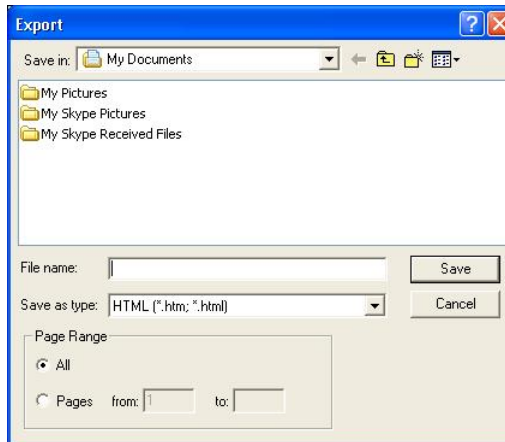 Export
Save in: My Documents
My Pictures
My Skype Pictures
My Skype Received Files
File name: Save
Save as type: HTML (*.htm; *.html) Cancel
Page Range
All
Pages from: 1 to: